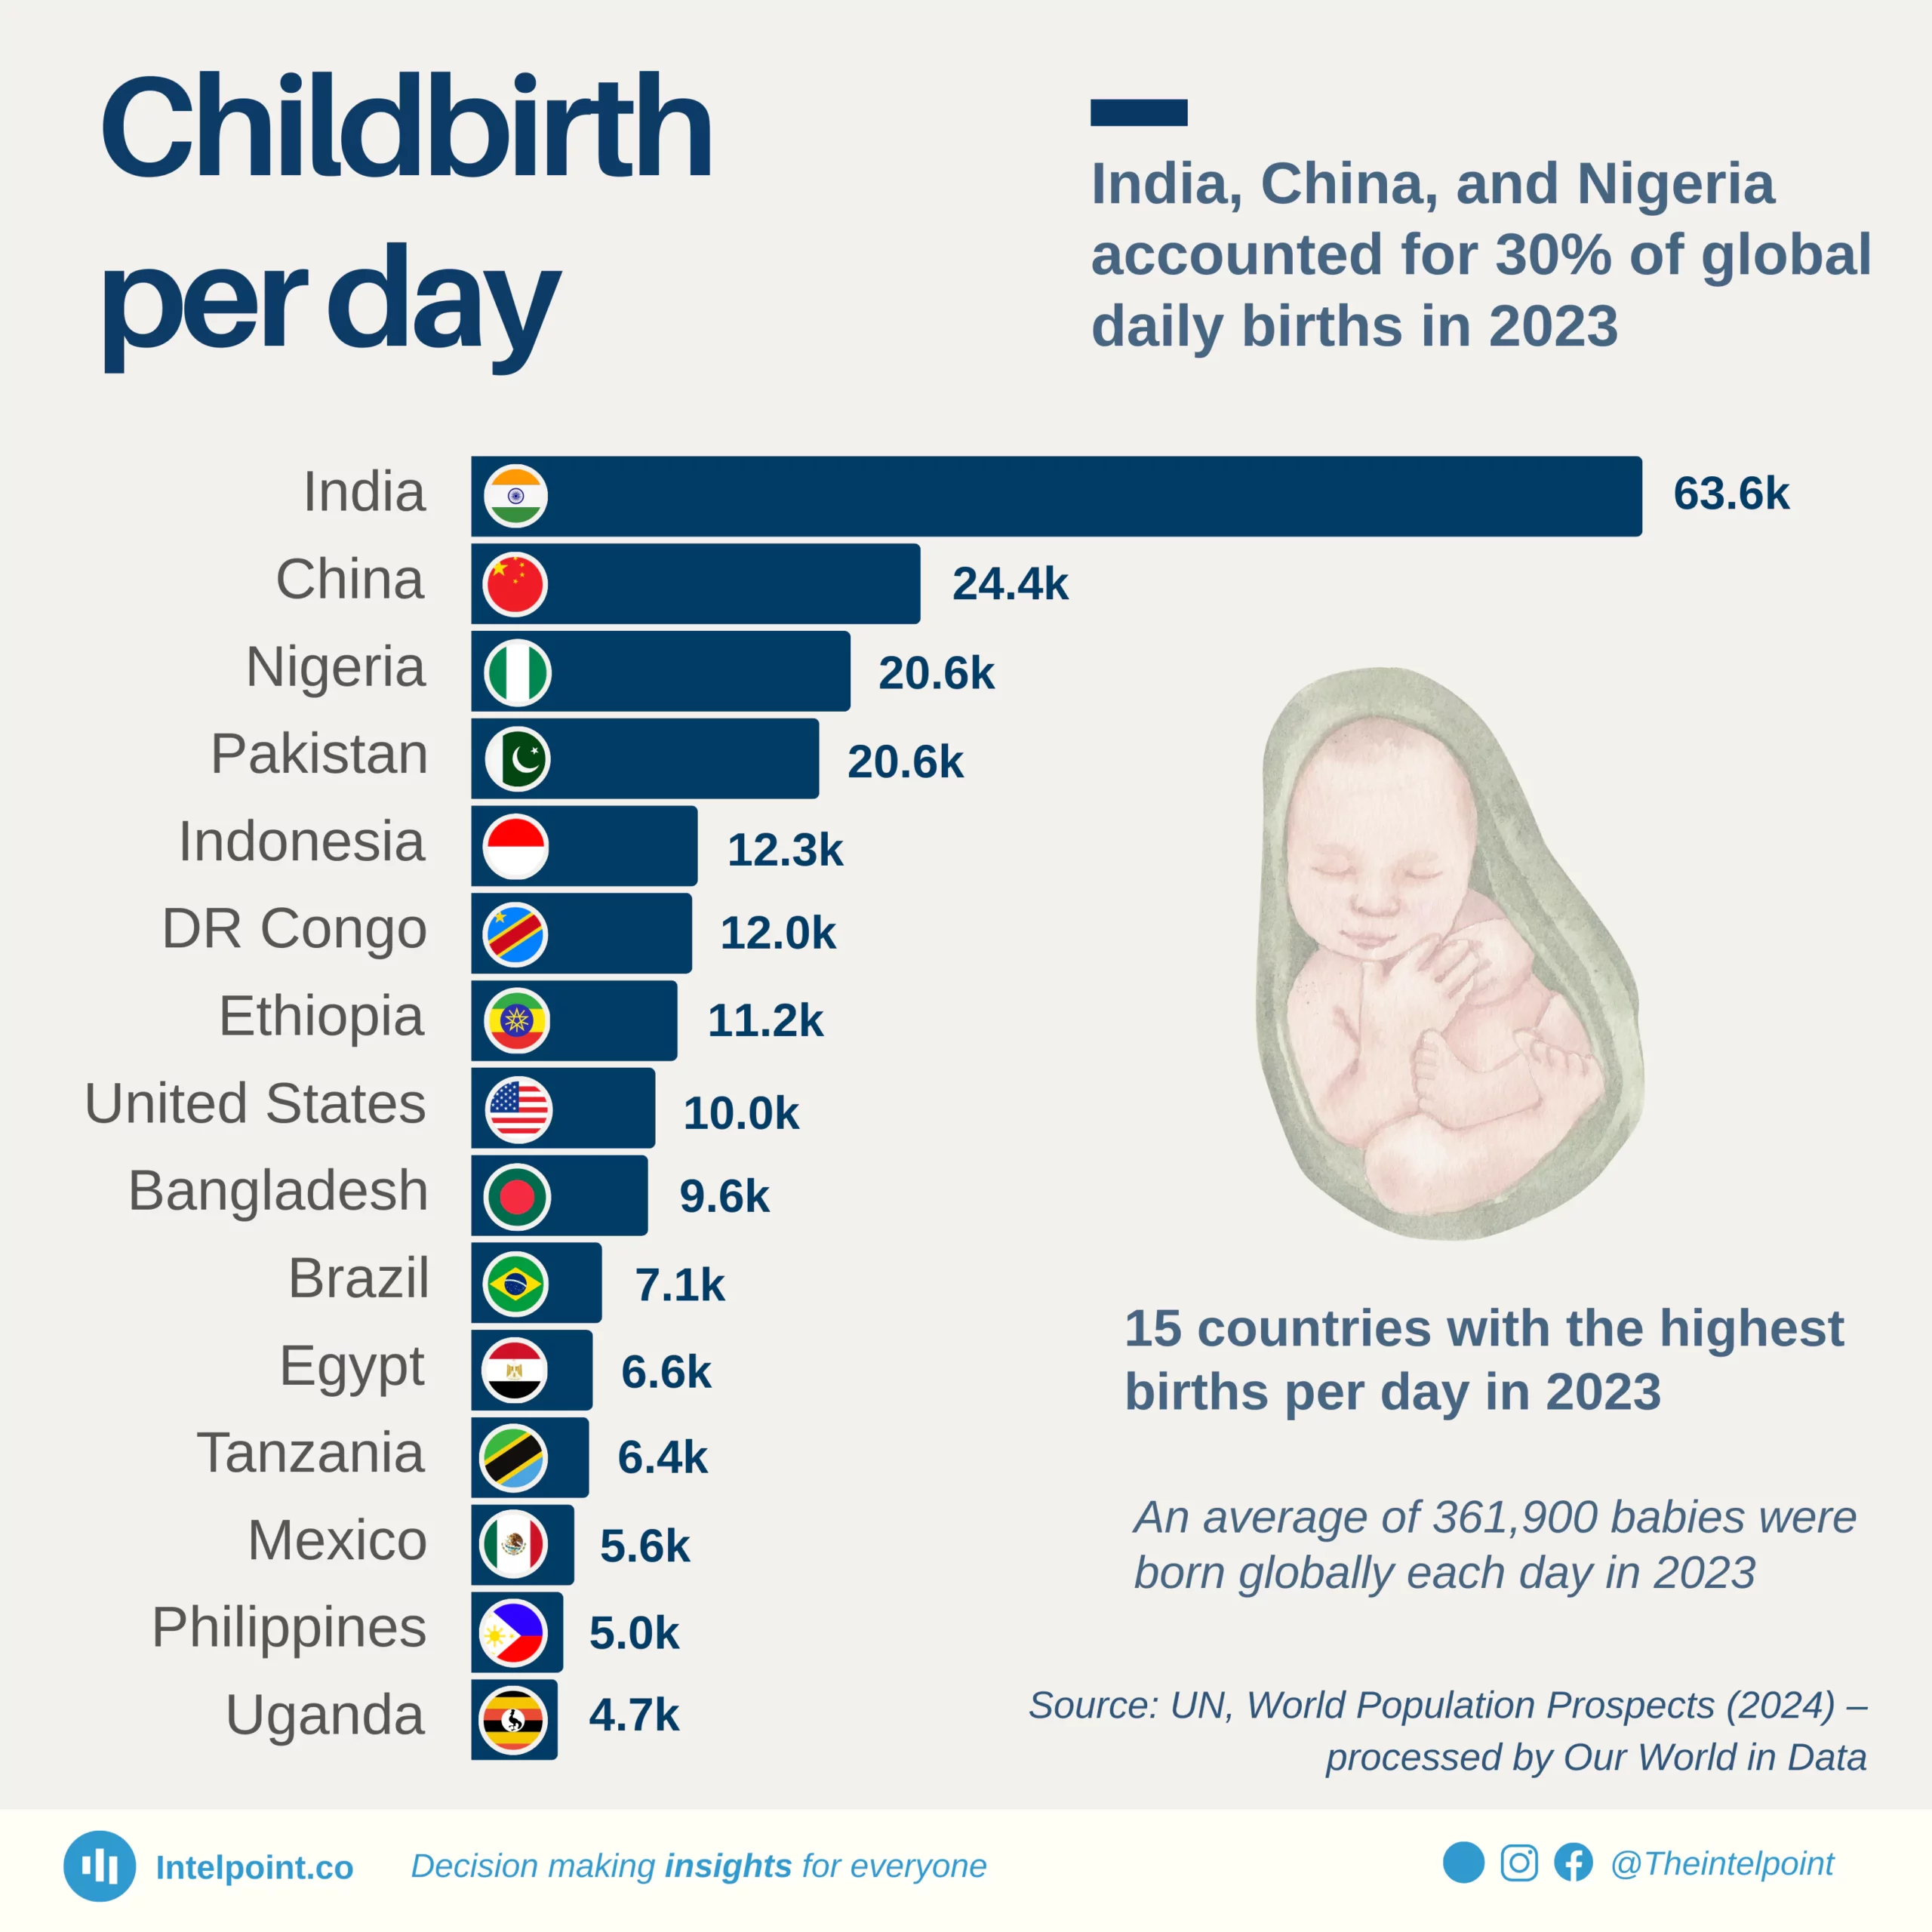 Childbirth
per day
India, China, and Nigeria
accounted for 30% of global
daily births in 2023
India 63.6k
China 24.4k
Nigeria 20.6k
Pakistan 20.6k
Indonesia 12.3k
DR Congo 12.0k
Ethiopia 11.2k
United States 10.0k
Bangladesh 9.6k
Brazil 7.1k
Egypt 6.6k
Tanzania 6.4k
Mexico 5.6k
Philippines 5.0k
Uganda 4.7k
15 countries with the highest
births per day in 2023
An average of 361,900 babies were
born globally each day in 2023
Source: UN, World Population Prospects (2024) –
processed by Our World in Data
Intelpoint.co Decision making insights for everyone @Theintelpoint